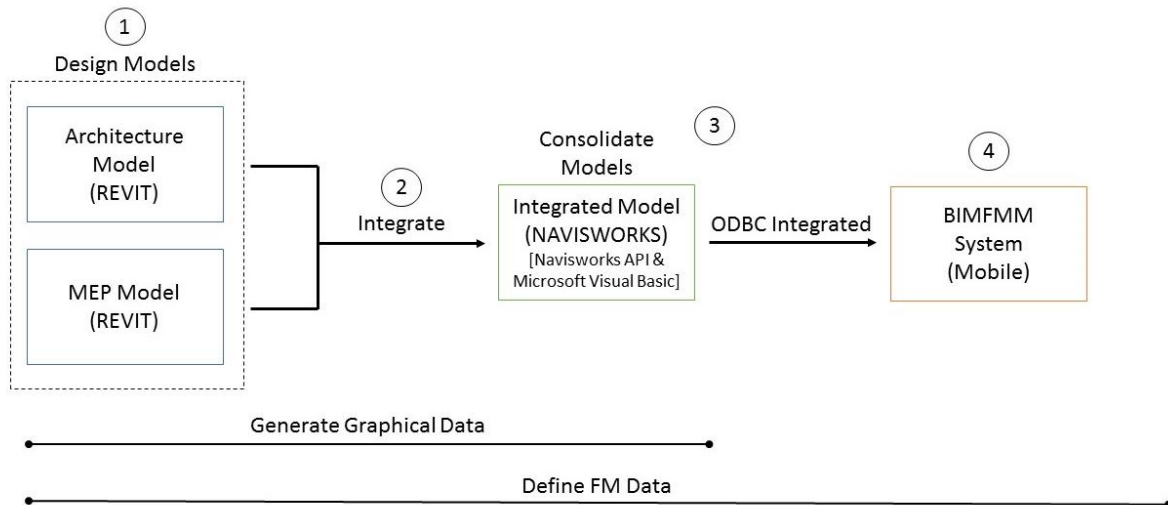 1
Design Models
Architecture
Model
(REVIT)
MEP Model
(REVIT)
2
Integrate
3
Consolidate
Models
Integrated Model
(NAVISWORKS)
[Navisworks API &
Microsoft Visual Basic]
ODBC Integrated
4
BIMFMM
System
(Mobile)
Generate Graphical Data
Define FM Data